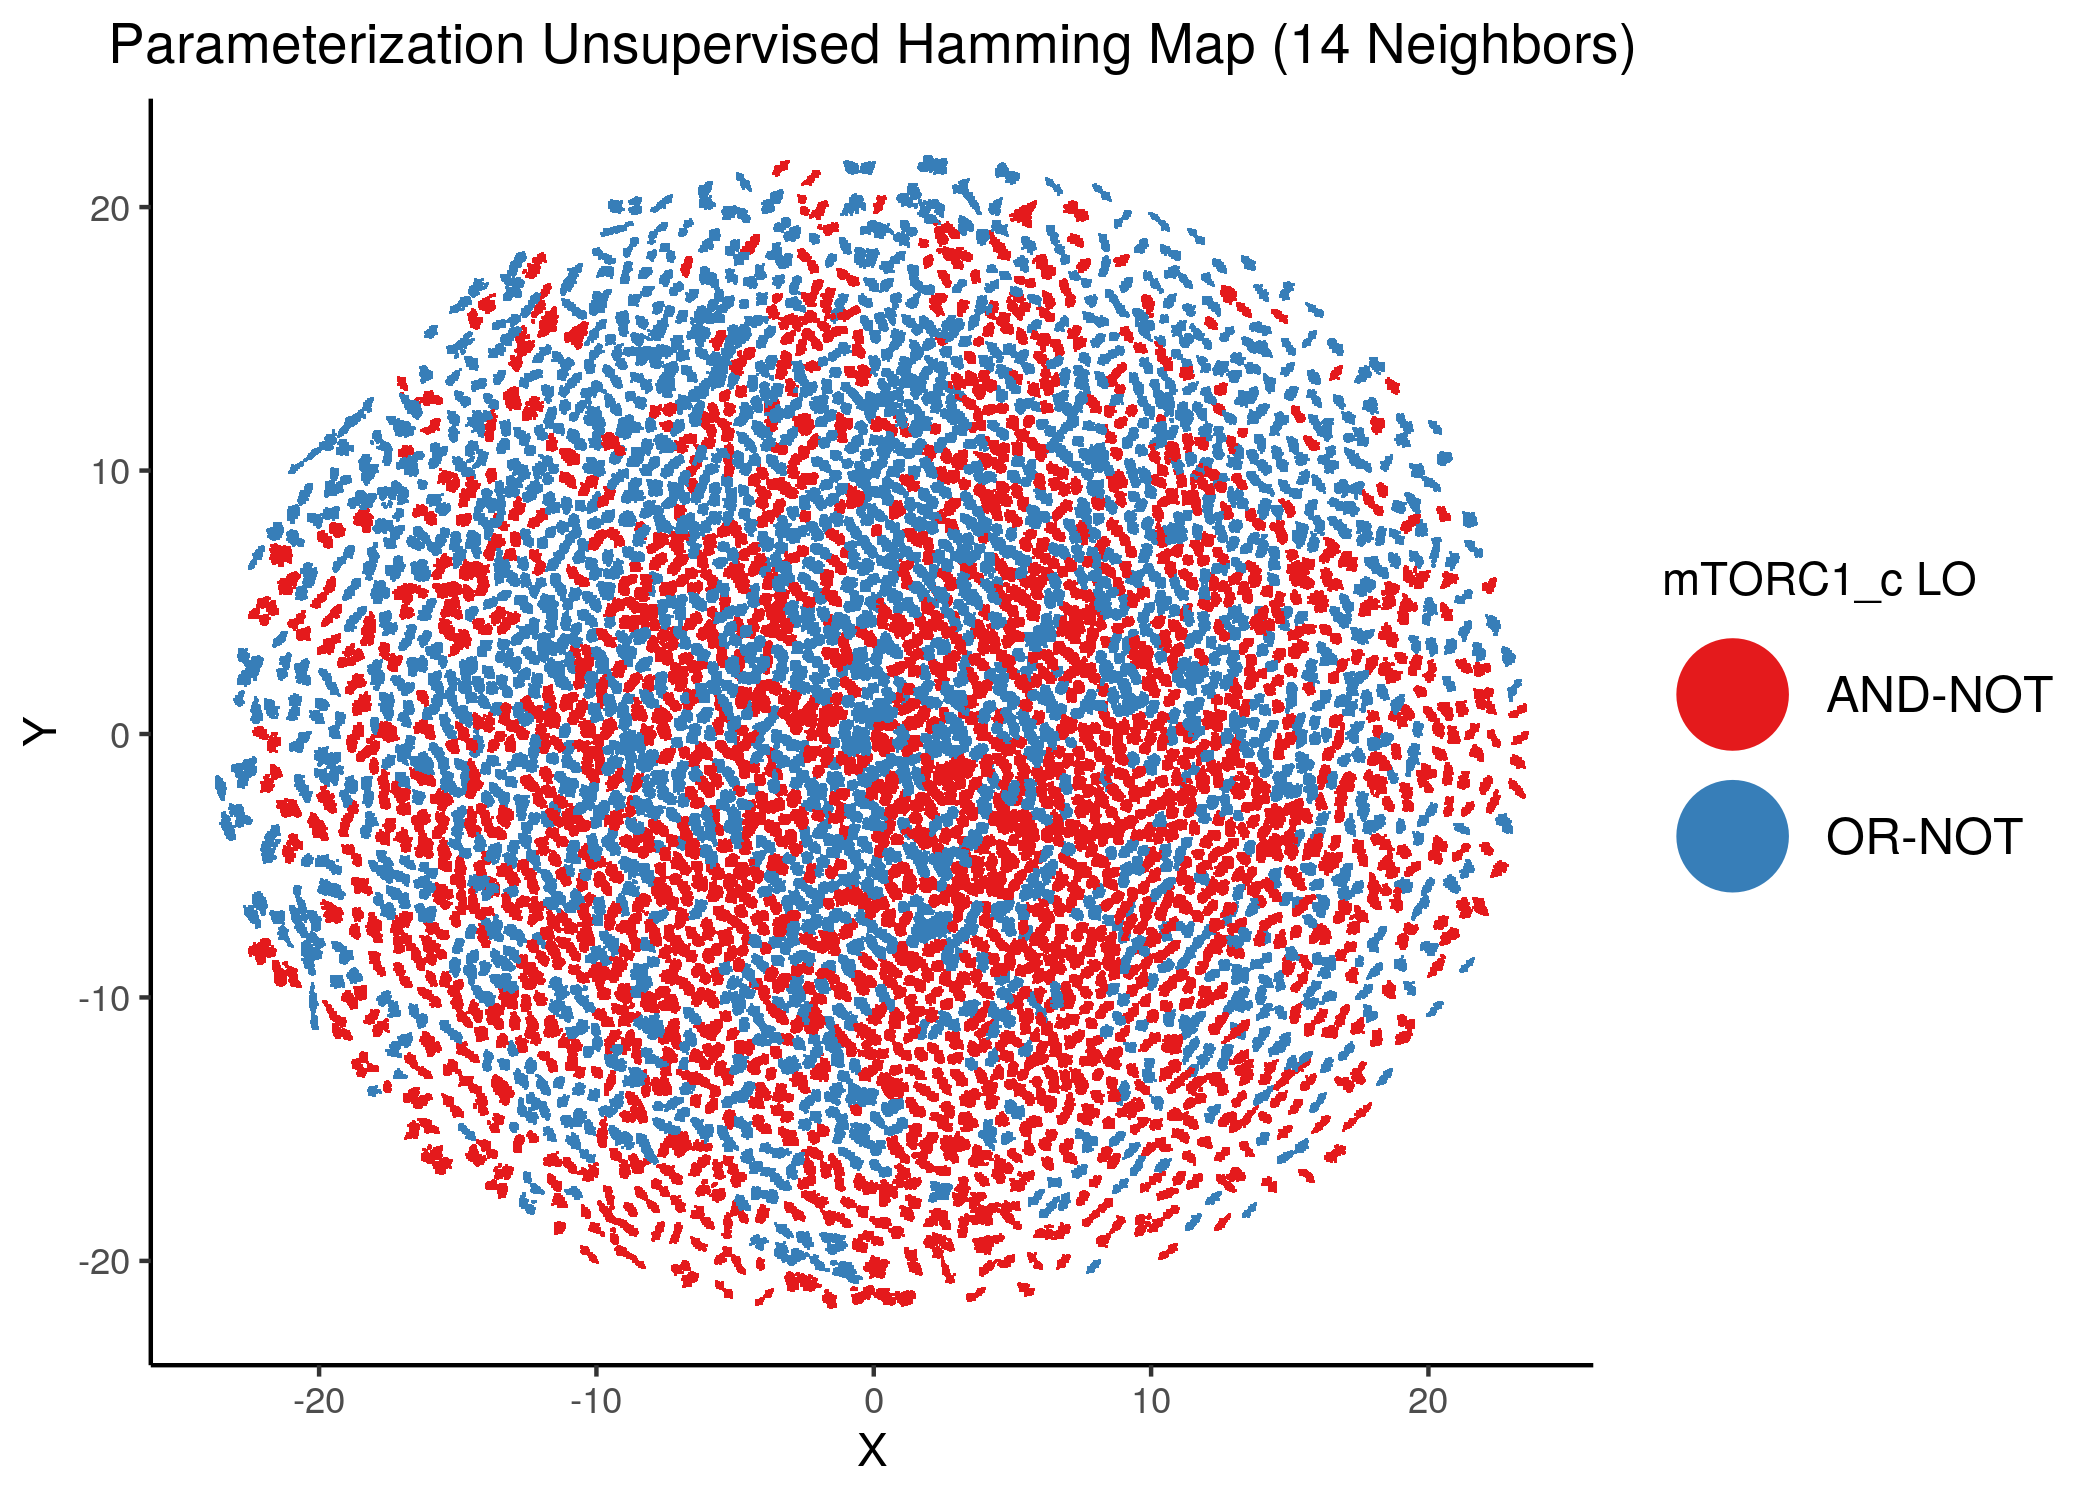 Parameterization Unsupervised Hamming Map (14 Neighbors)
20
10
0
-10
-20
Y
-20
-10
0
10
20
X
mTORC1_c LO
AND-NOT
OR-NOT